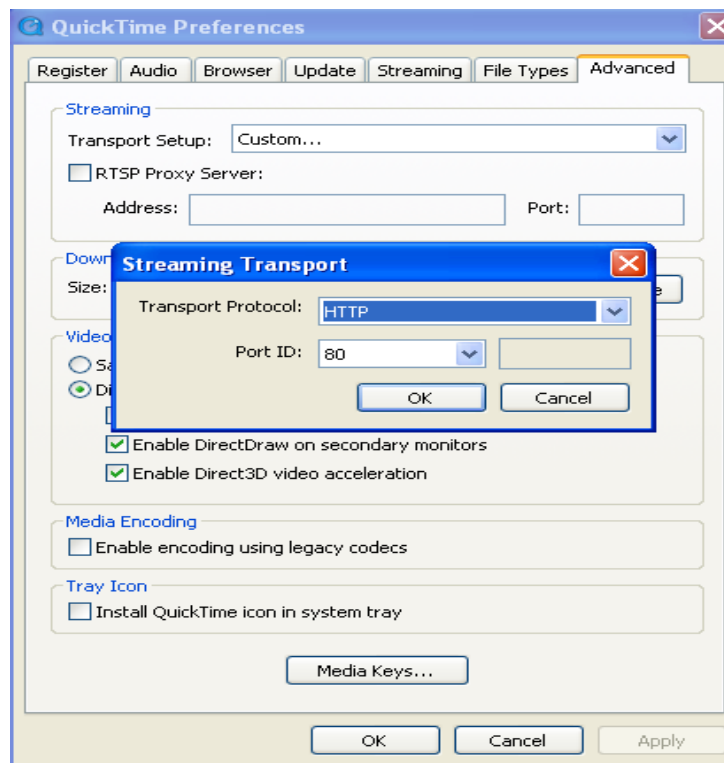 QuickTime Preferences
Register Audio Browser Update Streaming File Types Advanced
Streaming
Transport Setup: Custom...
RTSP Proxy Server:
Address: Port:
Down
Size:
Streaming Transport
Transport Protocol: HTTP
Port ID: 80
OK Cancel
Video
Enable DirectDraw on secondary monitors
Enable Direct3D video acceleration
Media Encoding
Enable encoding using legacy codecs
Tray Icon
Install QuickTime icon in system tray
Media Keys...
OK Cancel Apply